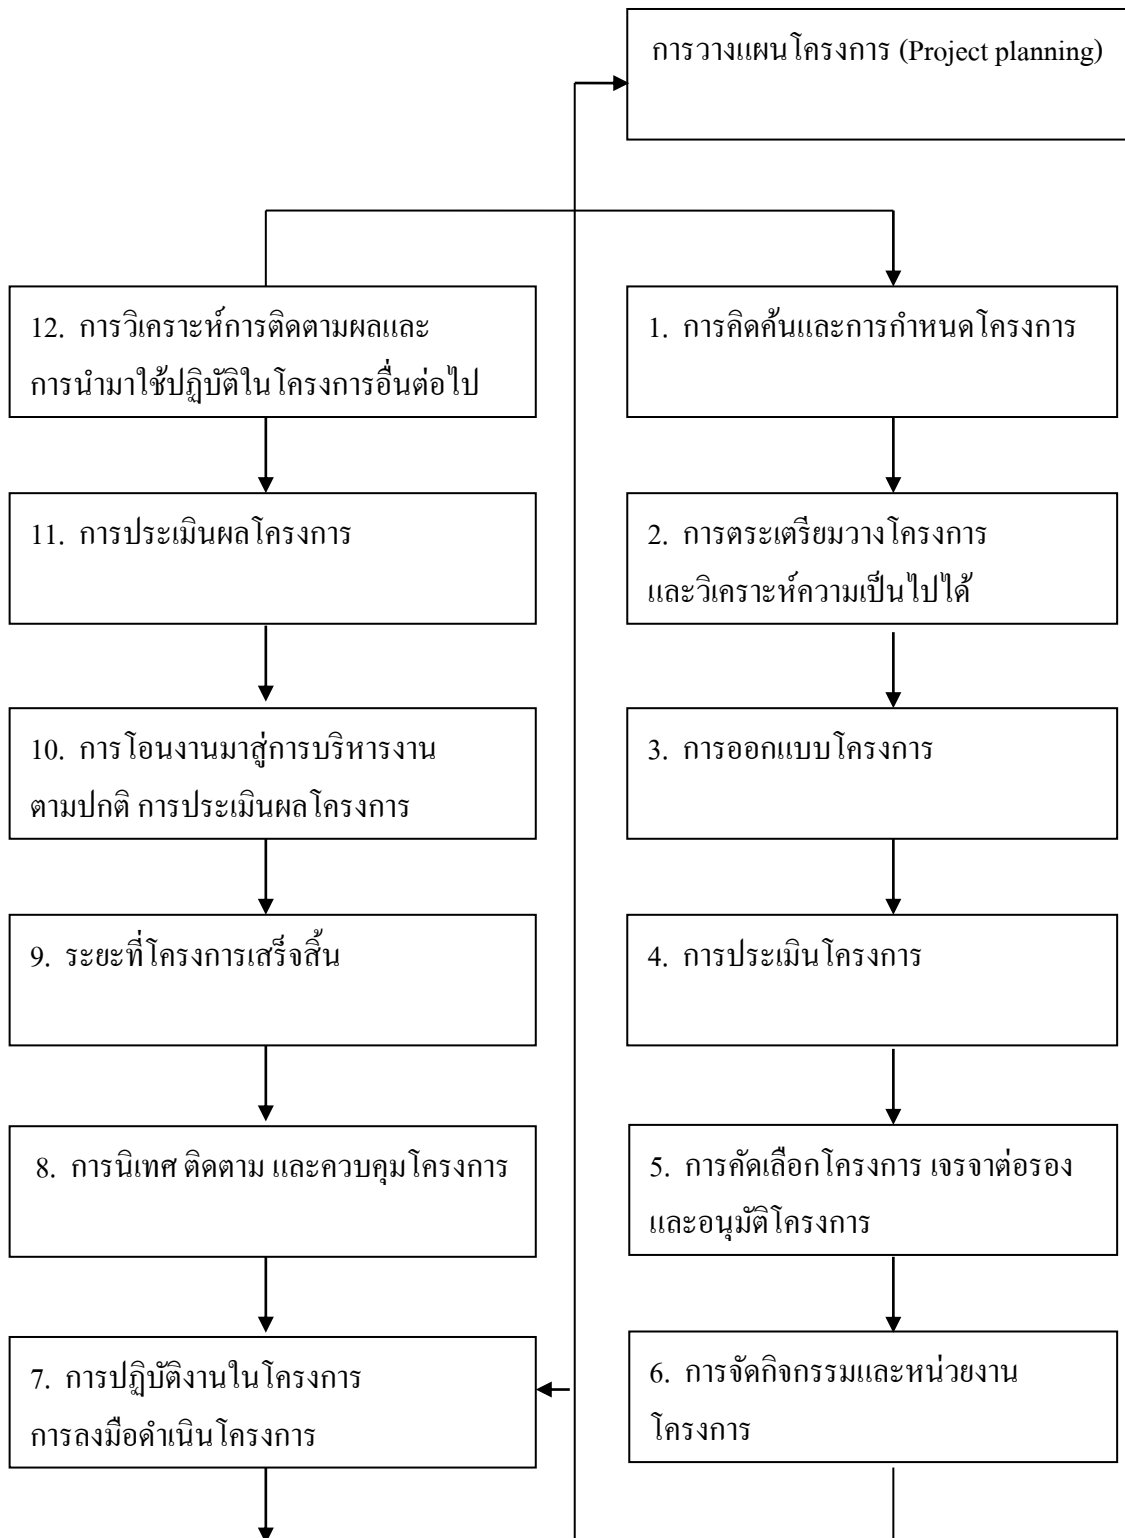 การวางแผนโครงการ (Project planning)
12. การวิเคราะห์การติดตามผลและ
การนำมาใช้ปฏิบัติในโครงการอื่นต่อไป
1. การคิดค้นและการกำหนดโครงการ
11. การประเมินผลโครงการ
2. การตระเตรียมวางโครงการ
และวิเคราะห์ความเป็นไปได้
10. การโอนงานมาสู่การบริหารงาน
ตามปกติ การประเมินผลโครงการ
3. การออกแบบโครงการ
9. ระยะที่โครงการเสร็จสิ้น
4. การประเมินโครงการ
8. การนิเทศ ติดตาม และควบคุมโครงการ
5. การคัดเลือกโครงการ เจรจาต่อรอง
และอนุมัติโครงการ
7. การปฏิบัติงานในโครงการ
การลงมือดำเนินโครงการ
6. การจัดกิจกรรมและหน่วยงาน
โครงการ